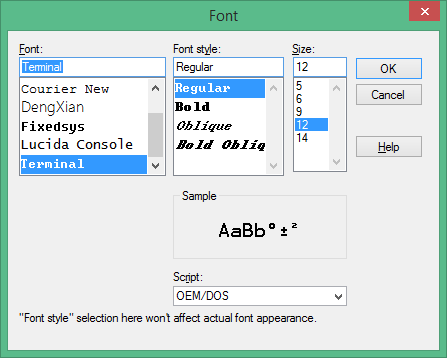 Font
Font:
Font style:
Size:
Terminal
Regular
12
OK
Courier New
DengXian
Fixedsys
Lucida Console
Terminal
Regular
Bold
Oblique
Bold Obliq
5
6
9
12
14
Cancel
Help
Sample
AaBb°±²
Script:
OEM/DOS
"Font style" selection here won't affect actual font appearance.